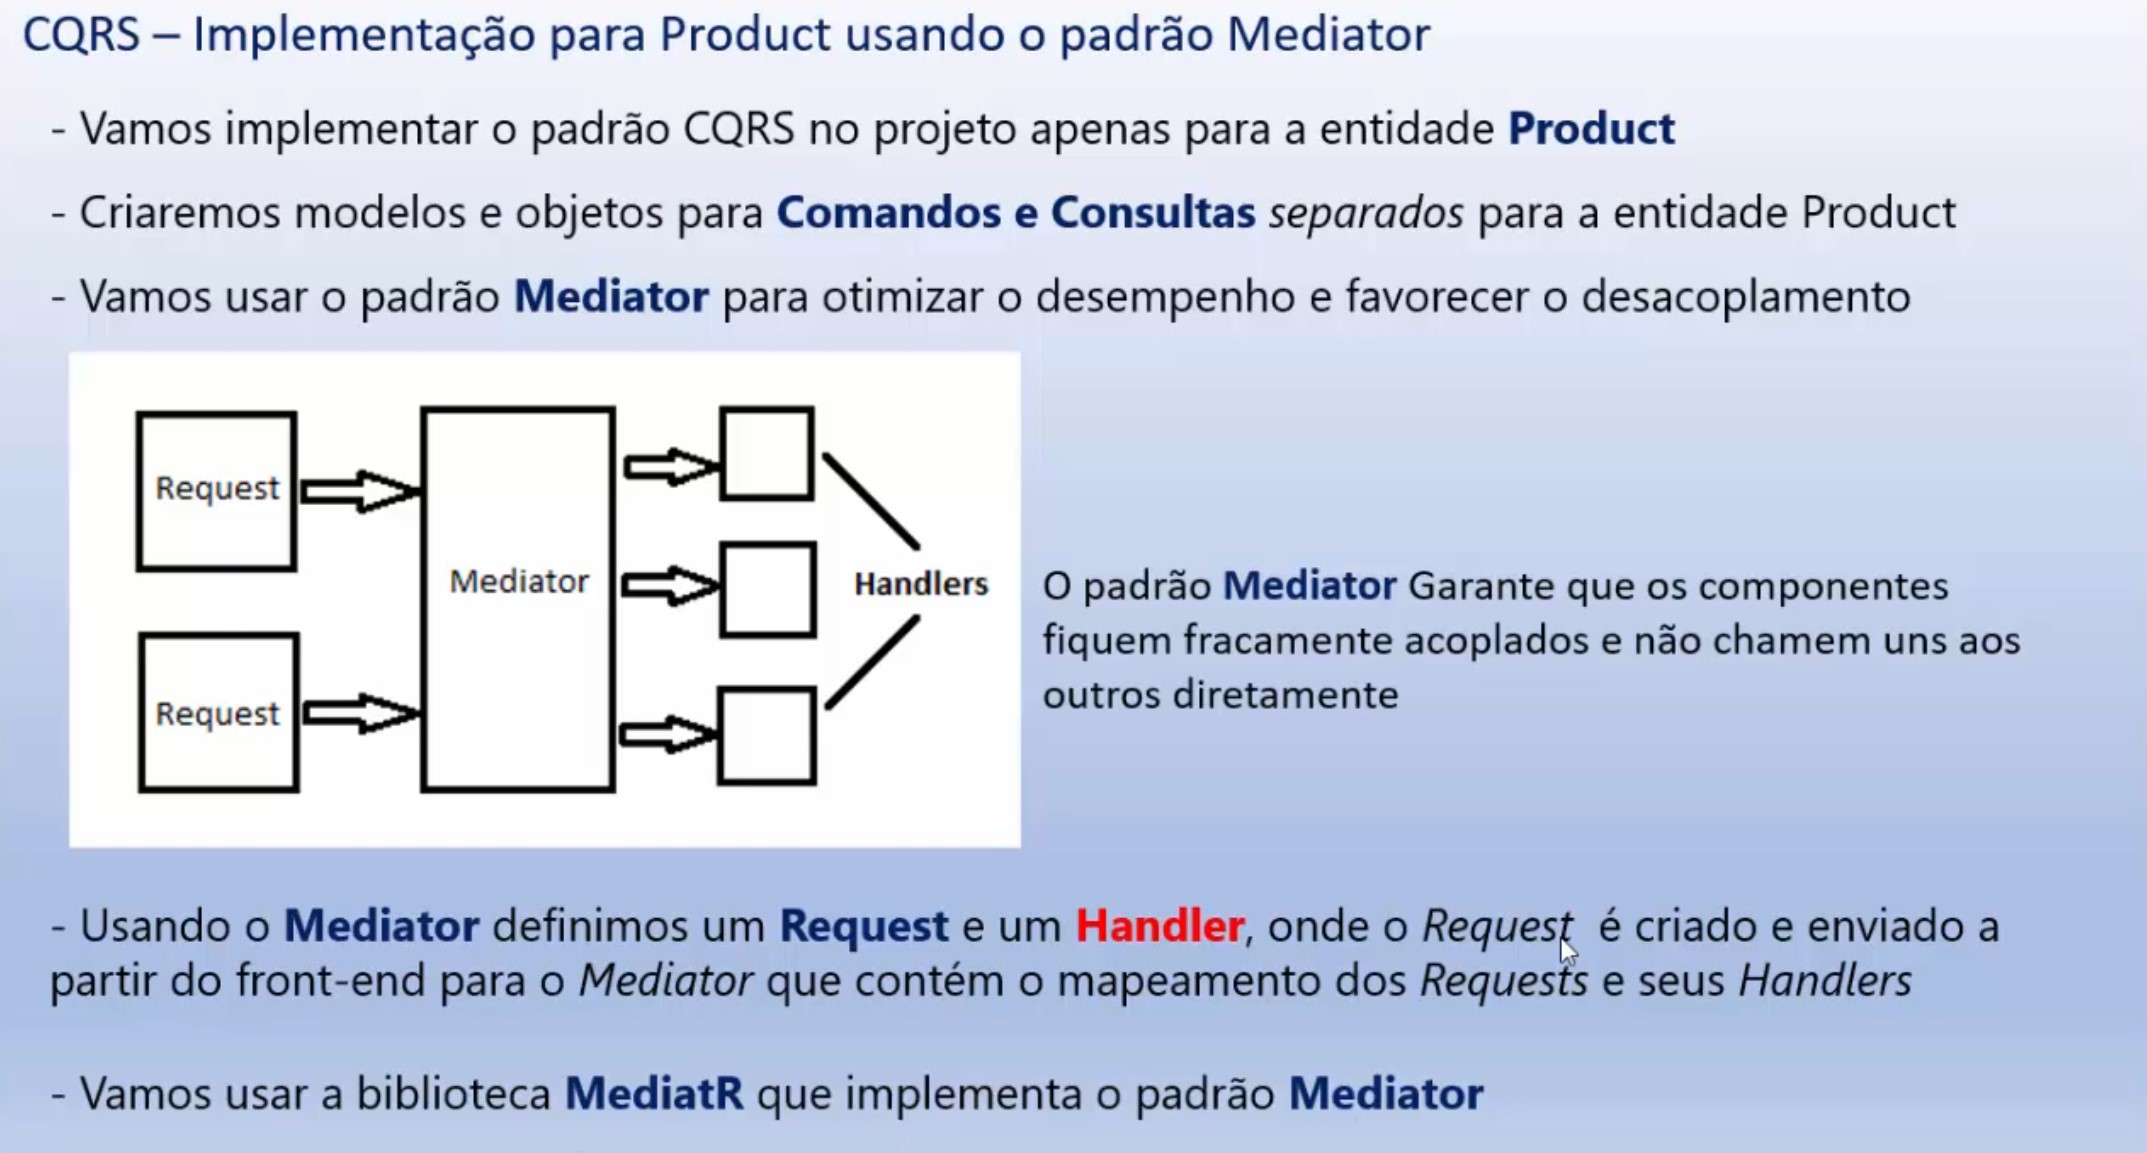 CQRS – Implementação para Product usando o padrão Mediator
- Vamos implementar o padrão CQRS no projeto apenas para a entidade Product
- Criaremos modelos e objetos para Comandos e Consultas separados para a entidade Product
- Vamos usar o padrão Mediator para otimizar o desempenho e favorecer o desacoplamento
Request
Mediator
Handlers
Request
O padrão Mediator Garante que os componentes
fiquem fracamente acoplados e não chamem uns aos
outros diretamente
- Usando o Mediator definimos um Request e um Handler, onde o Request é criado e enviado a
partir do front-end para o Mediator que contém o mapeamento dos Requests e seus Handlers
- Vamos usar a biblioteca MediatR que implementa o padrão Mediator